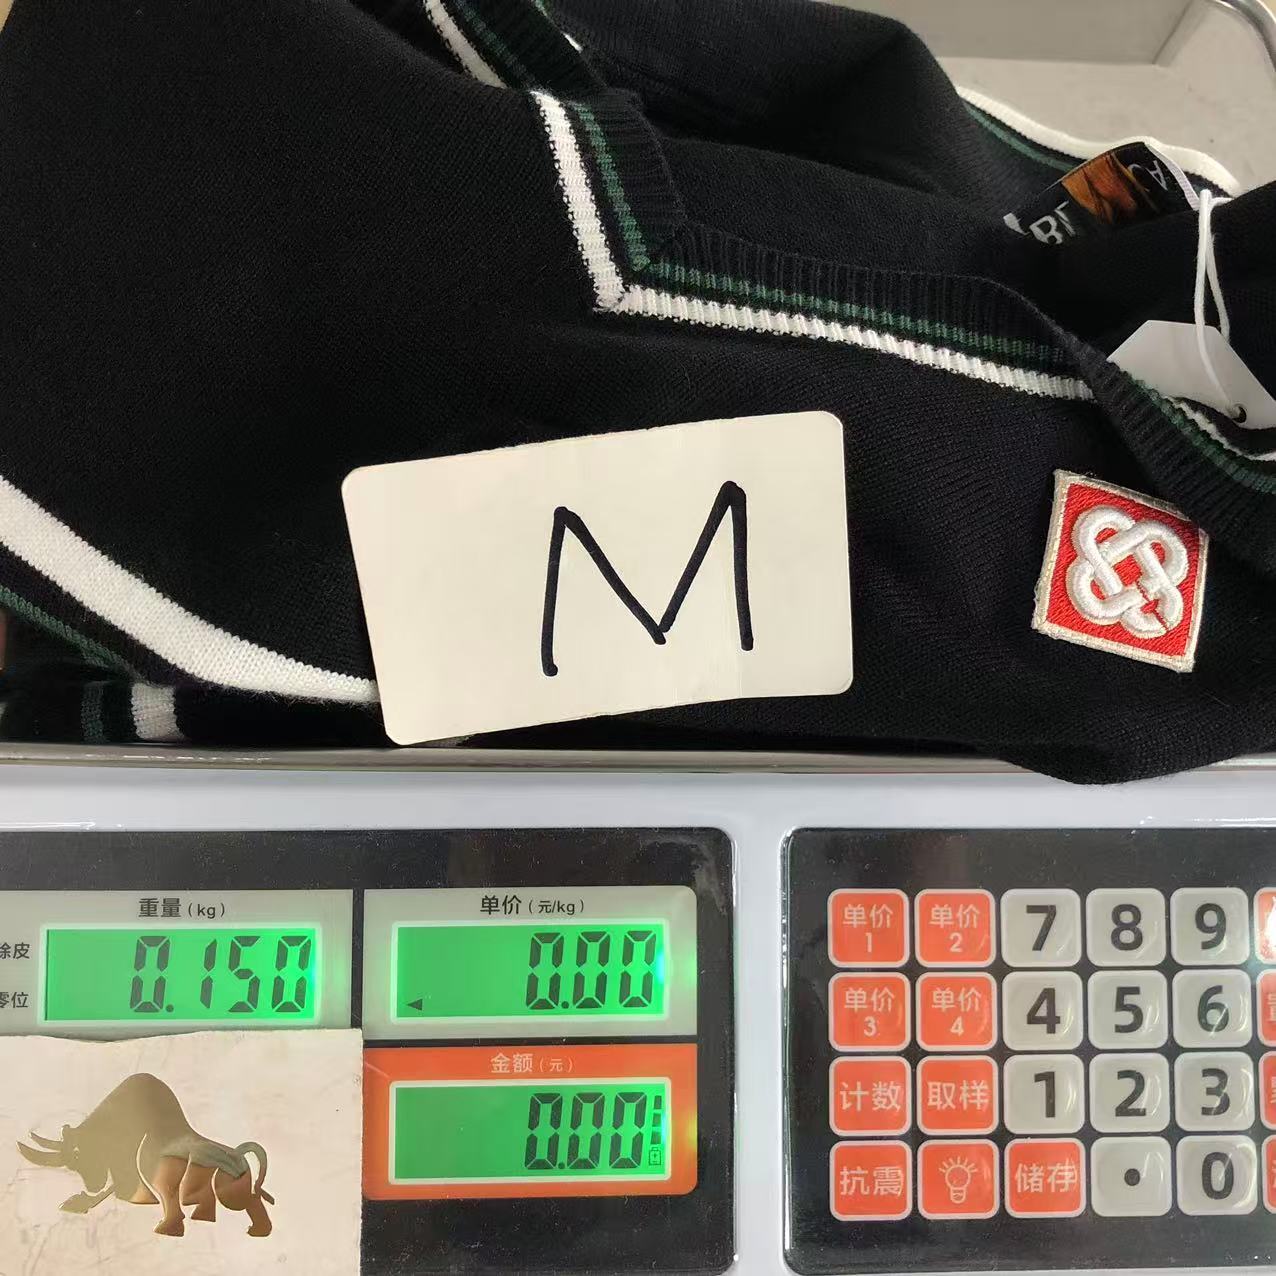 M
重量(kg)
单价(元/kg)
除皮
0.150
0.00
零位
金额(元)
0.00
单价 1
单价 2
7
8
9
单价 3
单价 4
4
5
6
计数
取样
1
2
3
抗震
储存
.
0